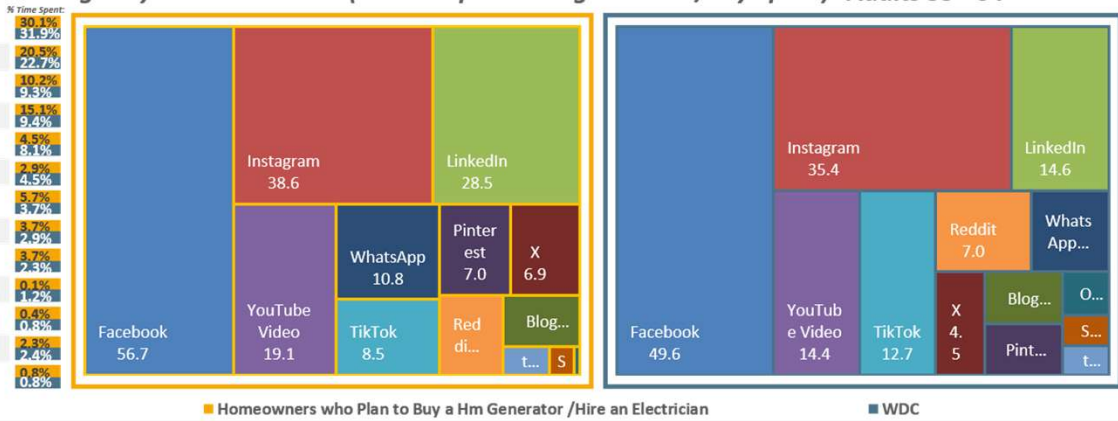 % Time Spent:
30.1%
31.9%
20.5%
22.7%
10.2%
9.3%
15.1%
9.4%
4.5%
8.1%
2.9%
4.5%
5.7%
3.7%
3.7%
2.9%
3.7%
2.3%
0.1%
1.2%
0.4%
0.8%
2.3%
2.4%
0.8%
0.8%
Facebook
56.7
Instagram
38.6
LinkedIn
28.5
YouTube
Video
19.1
WhatsApp
10.8
TikTok
8.5
Pinter
est
7.0
X
6.9
Red
di...
Blog...
t...
S
Facebook
49.6
Instagram
35.4
LinkedIn
14.6
YouTub
e Video
14.4
TikTok
12.7
Reddit
7.0
Whats
App...
X
4.
5
Blog...
Pint...
O...
S...
t...
Homeowners who Plan to Buy a Hm Generator /Hire an Electrician
WDC